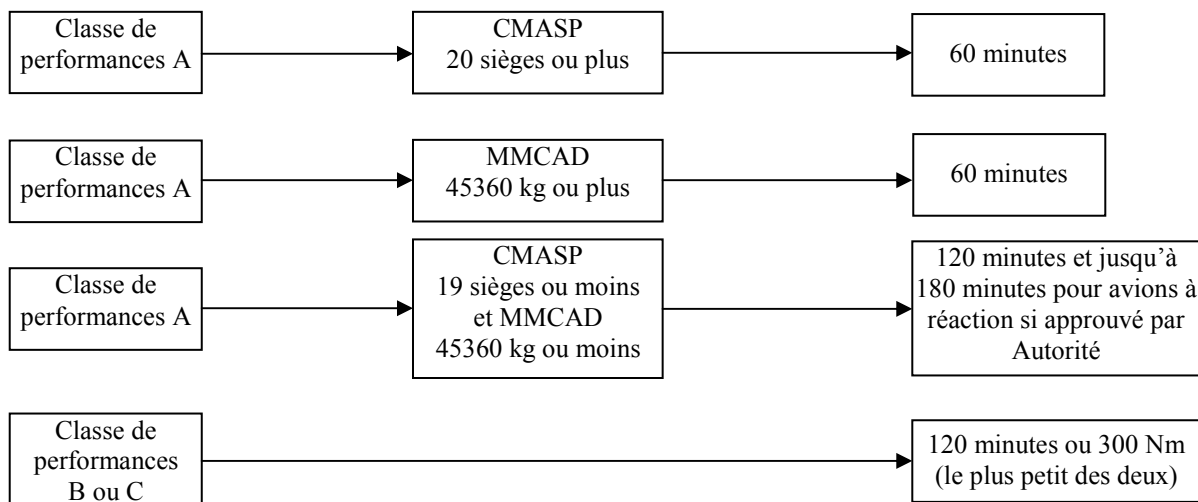 Classe de
performances A
CMASP
20 sièges ou plus
60 minutes
Classe de
performances A
MMCAD
45360 kg ou plus
60 minutes
Classe de
performances A
CMASP
19 sièges ou moins
et MMCAD
45360 kg ou moins
120 minutes et jusqu’à
180 minutes pour avions à
réaction si approuvé par
Autorité
Classe de
performances
B ou C
120 minutes ou 300 Nm
(le plus petit des deux)